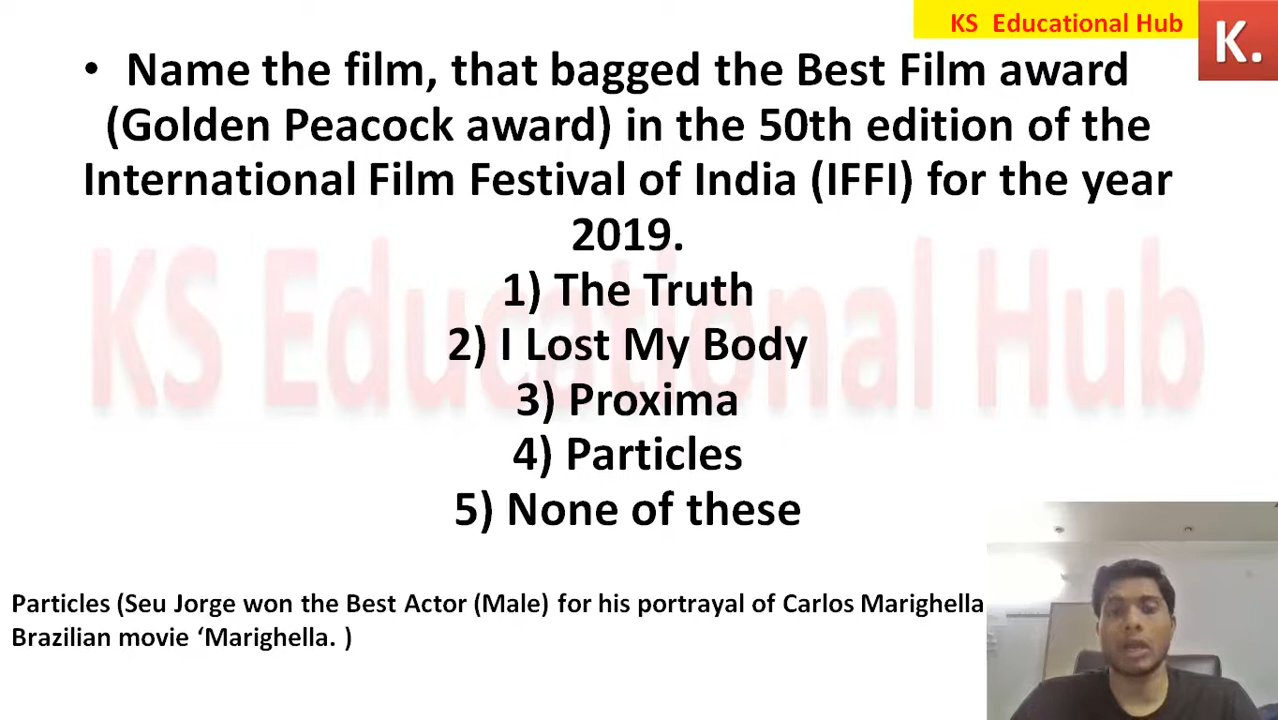 KS Educational Hub
K.
• Name the film, that bagged the Best Film award
(Golden Peacock award) in the 50th edition of the
International Film Festival of India (IFFI) for the year
2019.
1) The Truth
2) I Lost My Body
3) Proxima
4) Particles
5) None of these
KS Educational Hub
Particles (Seu Jorge won the Best Actor (Male) for his portrayal of Carlos Marighella
Brazilian movie ‘Marighella. )